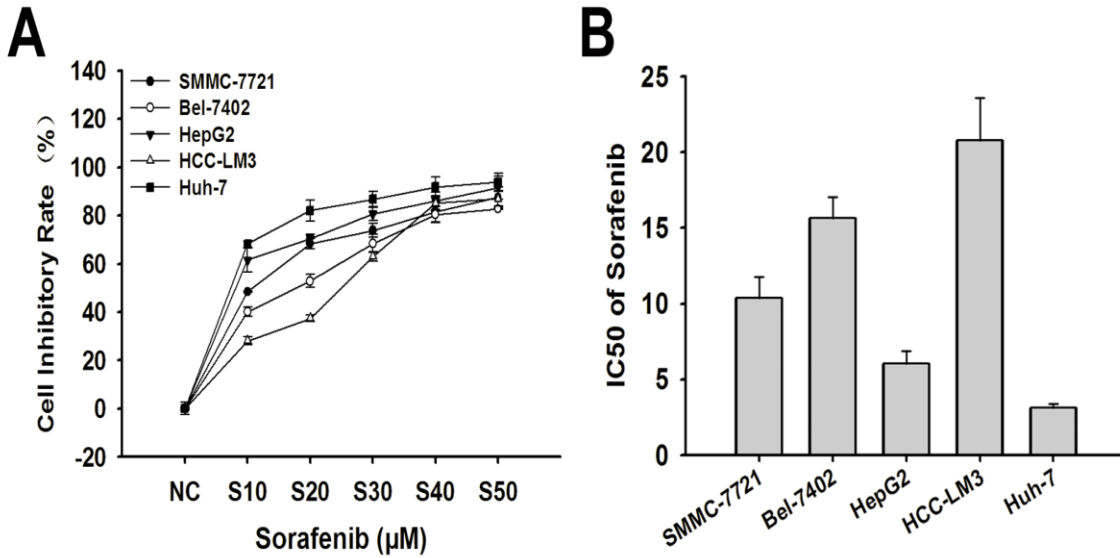 A
B
140
120
100
80
60
40
20
0
-20
Cell Inhibitory Rate (%)
SMMC-7721
Bel-7402
HepG2
HCC-LM3
Huh-7
NC S10 S20 S30 S40 S50
Sorafenib (µM)
25
20
15
10
5
0
IC50 of Sorafenib
SMMC-7721
Bel-7402
HepG2
HCC-LM3
Huh-7